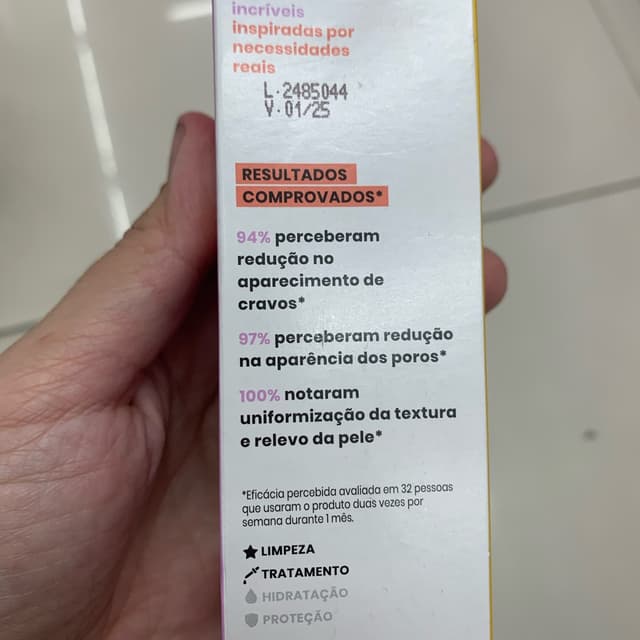 incríveis
inspiradas por
necessidades
reais
L·2485044
V·01/25
RESULTADOS
COMPROVADOS*
94% perceberam
redução no
aparecimento de
cravos*
97% perceberam redução
na aparência dos poros*
100% notaram
uniformização da textura
e relevo da pele*
*Eficácia percebida avaliada em 32 pessoas
que usaram o produto duas vezes por
semana durante 1 mês.
LIMPEZA
TRATAMENTO
HIDRATAÇÃO
PROTEÇÃO